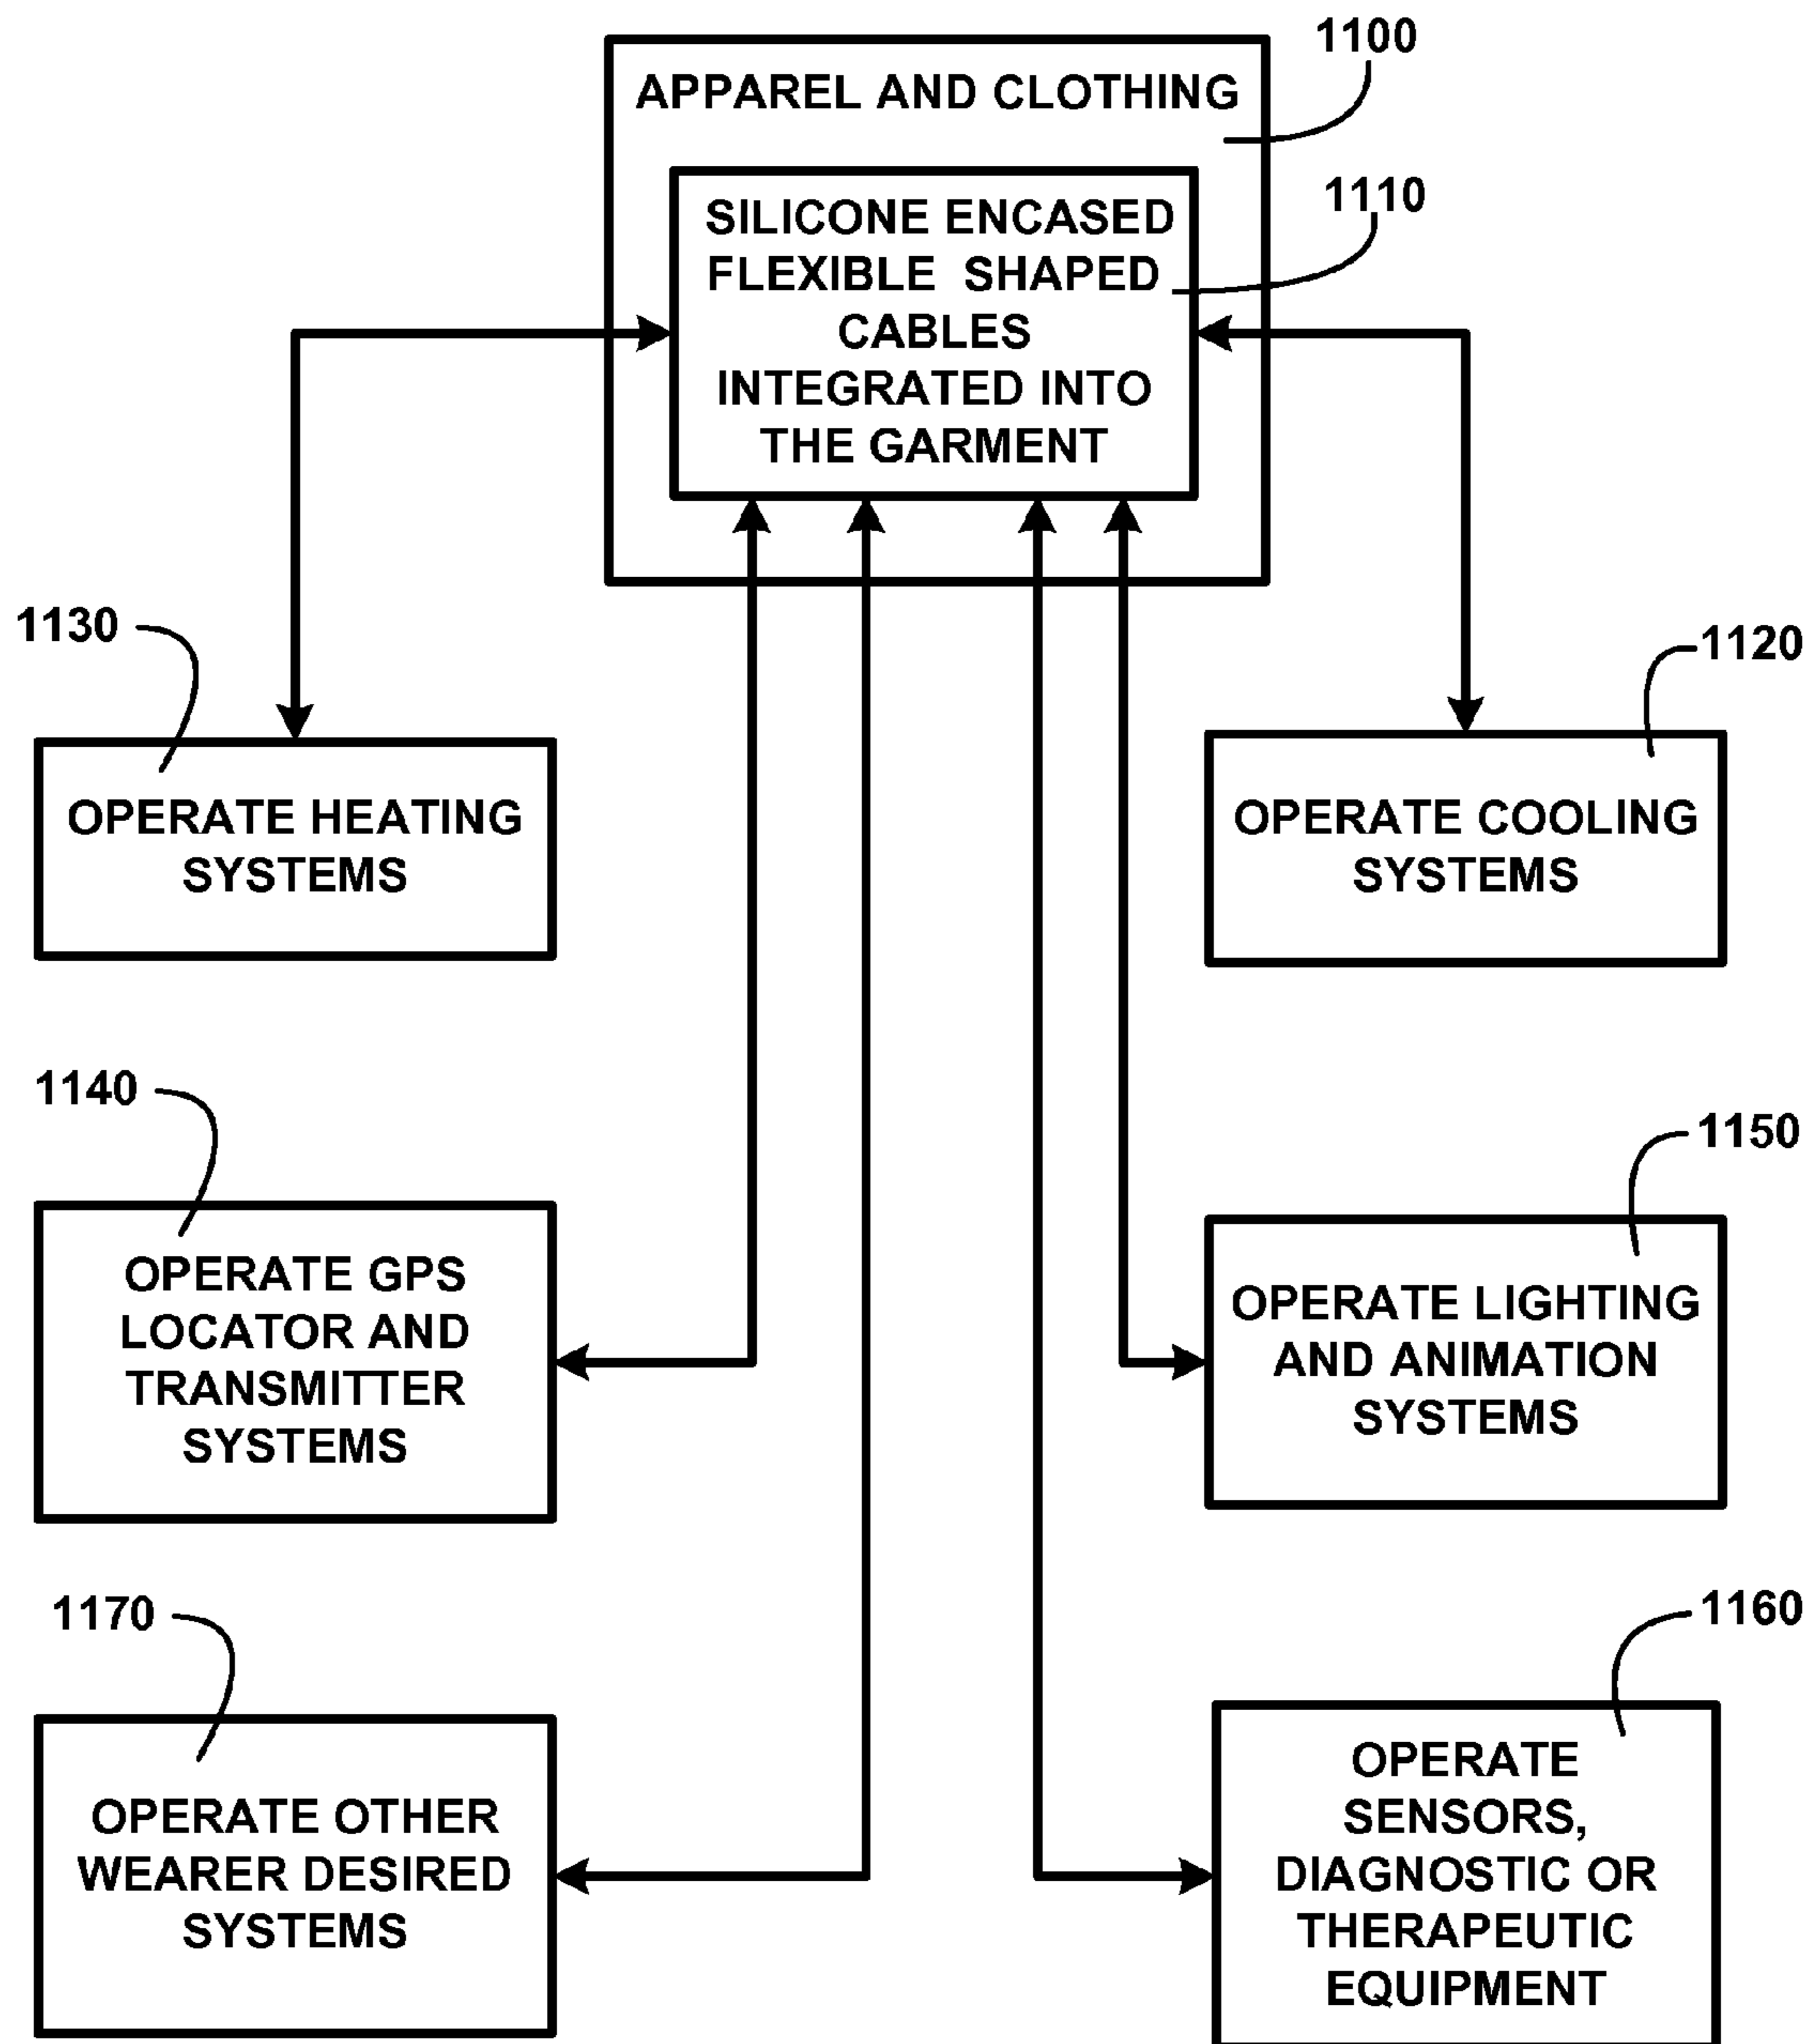 1100
APPAREL AND CLOTHING
1110
SILICONE ENCASED
FLEXIBLE SHAPED
CABLES
INTEGRATED INTO
THE GARMENT
1130
1120
OPERATE HEATING
SYSTEMS
OPERATE COOLING
SYSTEMS
1140
1150
OPERATE GPS
LOCATOR AND
TRANSMITTER
SYSTEMS
OPERATE LIGHTING
AND ANIMATION
SYSTEMS
1170
1160
OPERATE OTHER
WEARER DESIRED
SYSTEMS
OPERATE
SENSORS,
DIAGNOSTIC OR
THERAPEUTIC
EQUIPMENT